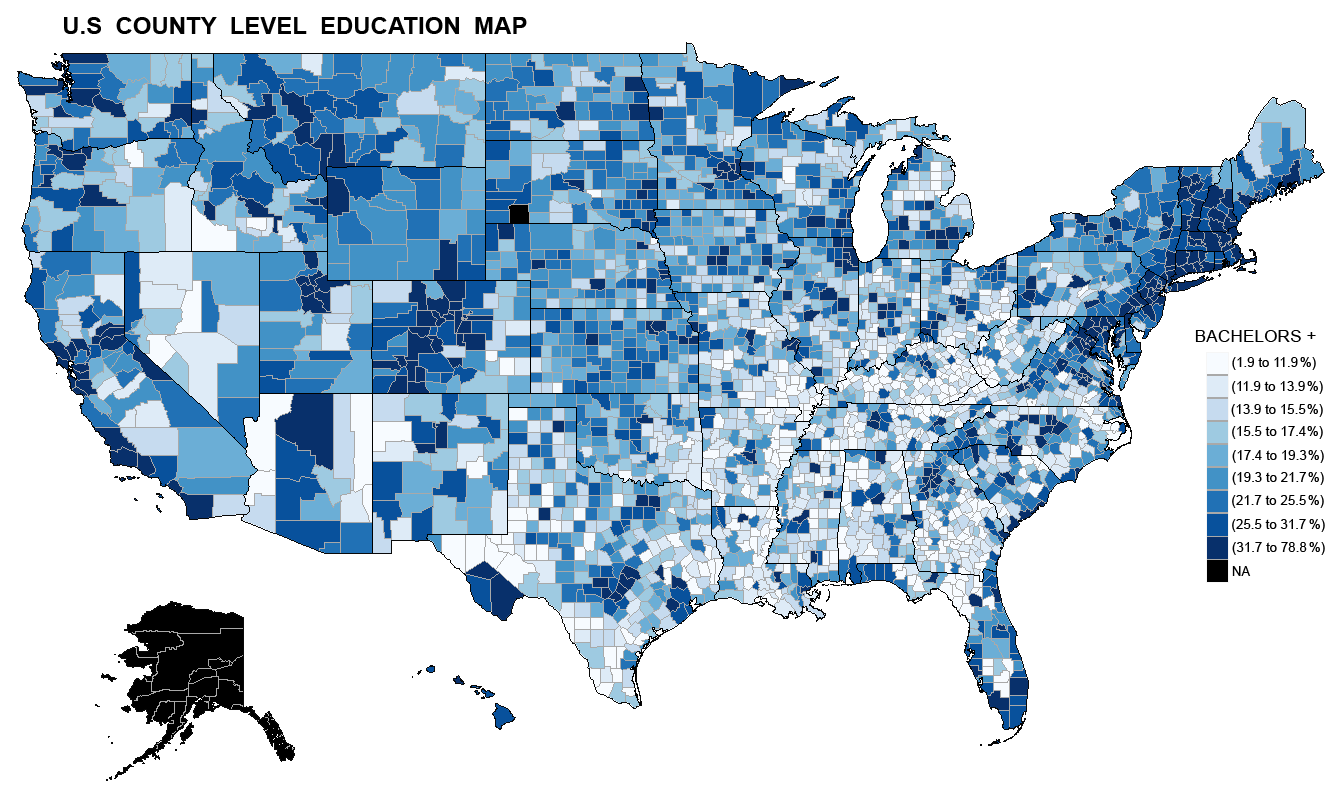 U.S COUNTY LEVEL EDUCATION MAP
BACHELORS +
(1.9 to 11.9%)
(11.9 to 13.9%)
(13.9 to 15.5%)
(15.5 to 17.4%)
(17.4 to 19.3%)
(19.3 to 21.7%)
(21.7 to 25.5%)
(25.5 to 31.7%)
(31.7 to 78.8%)
NA